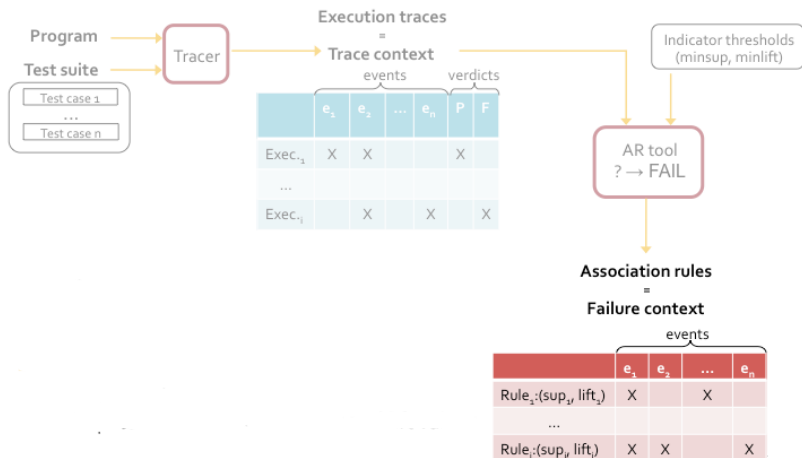 Program
Test suite
Test case 1
...
Test case n
Tracer
Execution traces
=
Trace context
events verdicts
e1 e2 ... en P F
Exec.1 X X X
...
Exec.i X X X
Indicator thresholds
(minsup, minlift)
AR tool
? → FAIL
Association rules
=
Failure context
events
e1 e2 ... en
Rule1:(sup1, lift1) X X
...
Rulej:(supj, liftj) X X X